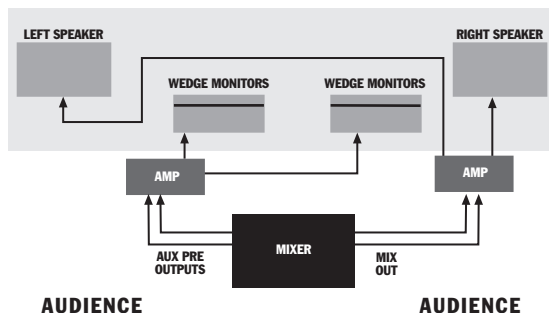 LEFT SPEAKER
RIGHT SPEAKER
WEDGE MONITORS
WEDGE MONITORS
AMP
AMP
MIXER
AUX PRE
OUTPUTS
MIX
OUT
AUDIENCE
AUDIENCE